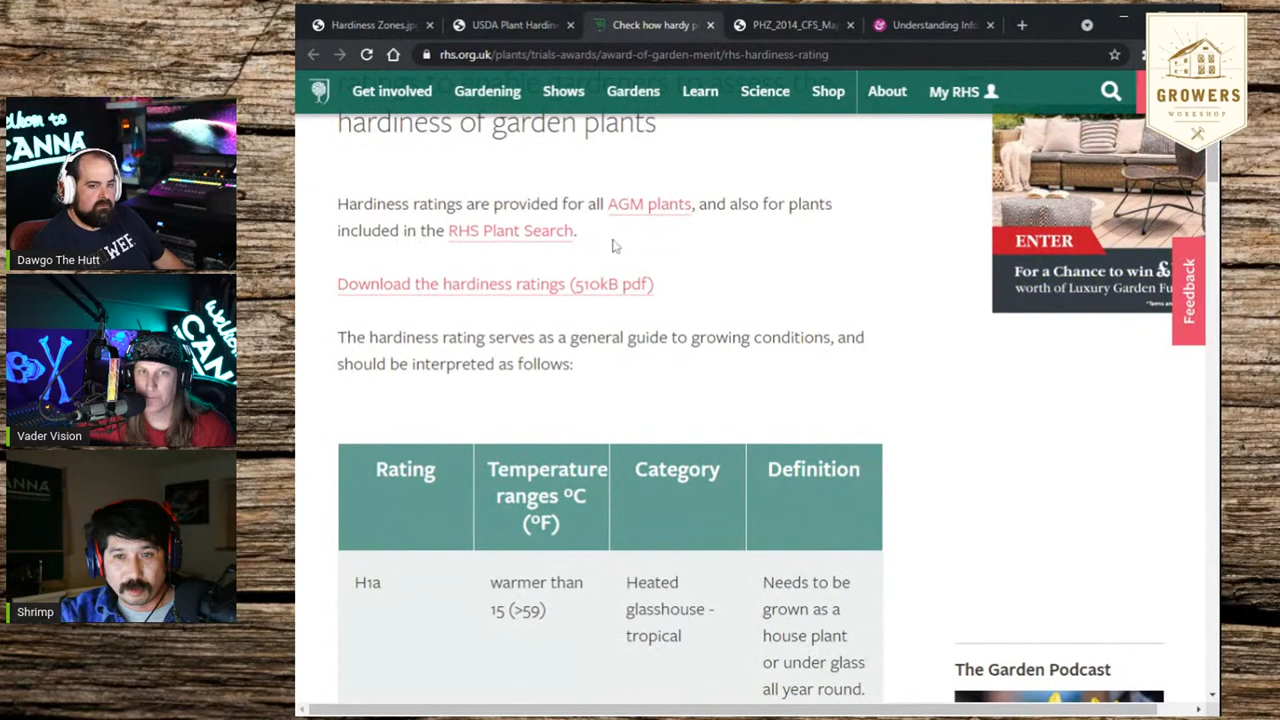 Hardiness Zones.jp
USDA Plant Hardin
Check how hardy p
PHZ_2014_CFS_Ma
Understanding Info
rhs.org.uk/plants/trials-awards/award-of-garden-merit/rhs-hardiness-rating
GROWERS
WORKSHOP
Get involved
Gardening
Shows
Gardens
Learn
Science
Shop
About
My RHS
hardiness of garden plants
Hardiness ratings are provided for all AGM plants, and also for plants
included in the RHS Plant Search.
Download the hardiness ratings (510kB pdf)
The hardiness rating serves as a general guide to growing conditions, and
should be interpreted as follows:
Rating
Temperature
ranges ºC
(ºF)
Category
Definition
H1a
warmer than
15 (>59)
Heated
glasshouse -
tropical
Needs to be
grown as a
house plant
or under glass
all year round.
ENTER
For a Chance to win £
worth of Luxury Garden Fu
Feedback
The Garden Podcast
welkom to
CANNA
Dawgo The Hutt
Vader Vision
Shrimp